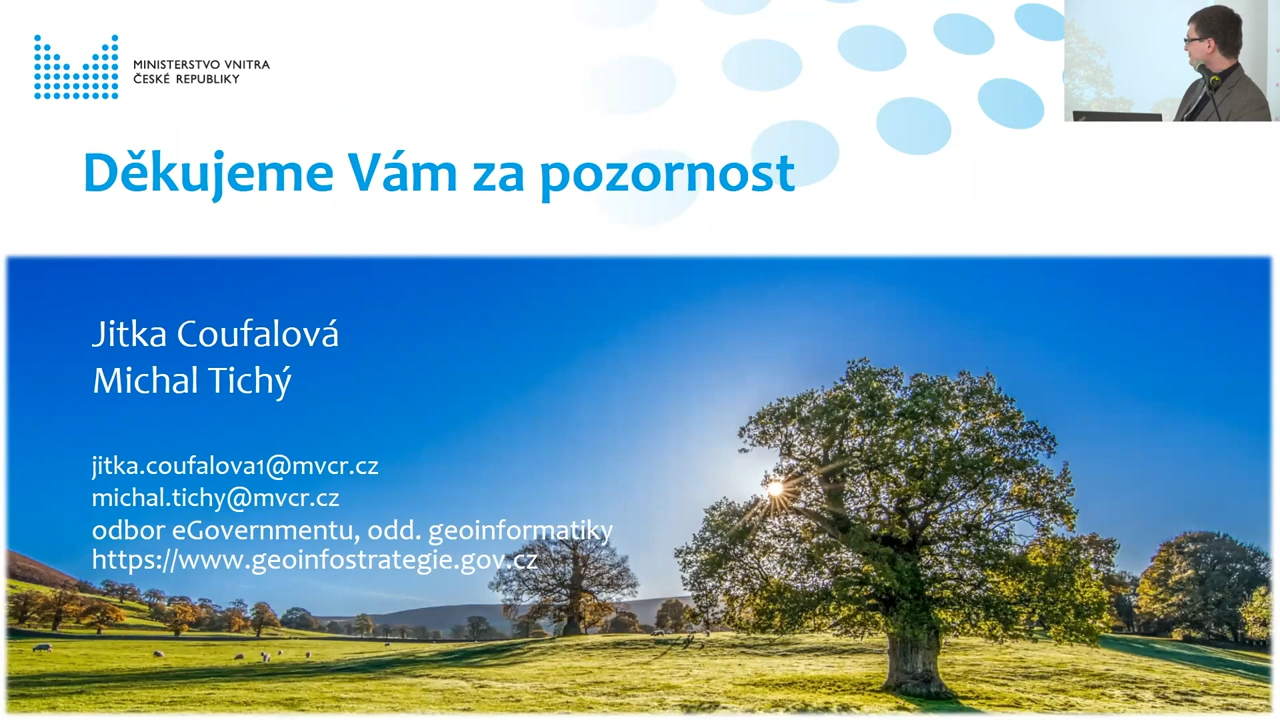 MINISTERSTVO VNITRA
ČESKÉ REPUBLIKY
Děkujeme Vám za pozornost
Jitka Coufalová
Michal Tichý
jitka.coufalova1@mvcr.cz
michal.tichy@mvcr.cz
odbor eGovernmentu, odd. geoinformatiky
https://www.geoinfostrategie.gov.cz